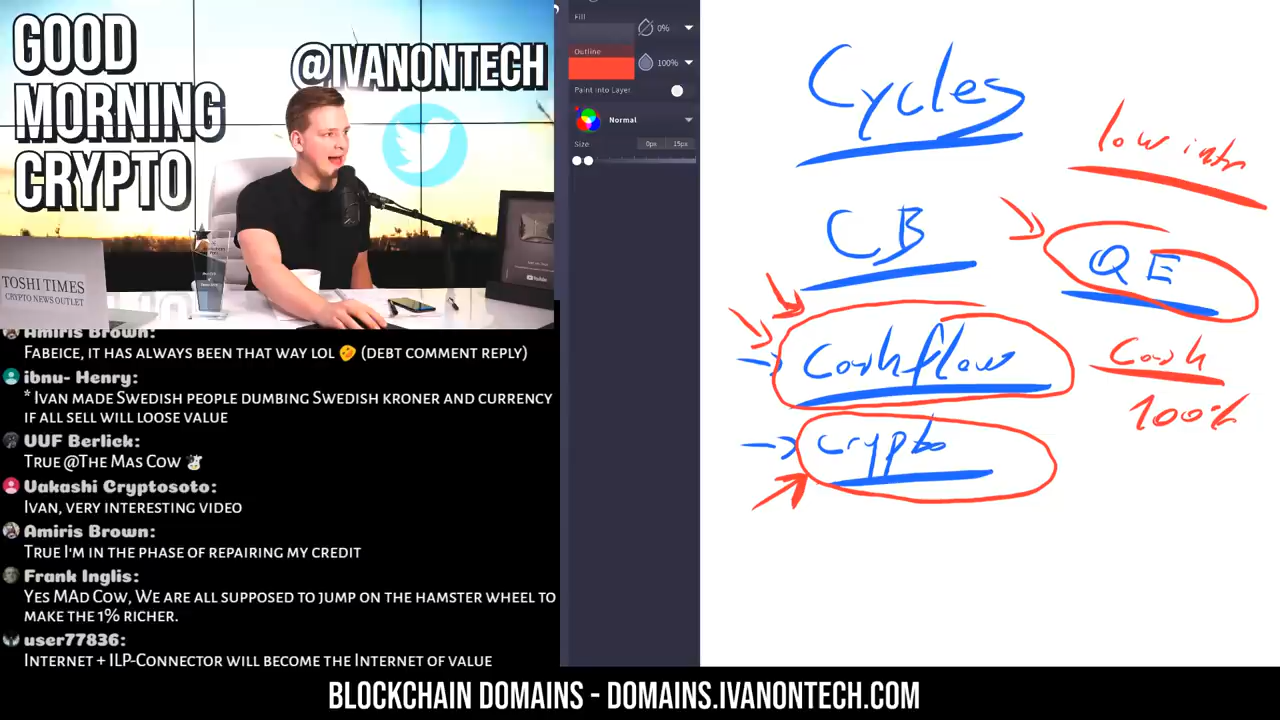 GOOD
MORNING
CRYPTO
@IVANONTECH
TOSHI TIMES
CRYPTO NEWS OUTLET
Amiris Brown:
Fabeice, it has always been that way lol 🤔 (debt comment reply)
ibnu- Henry:
* Ivan made Swedish people dumbing Swedish kroner and currency
if all sell will loose value
UUF Berlick:
True @The Mas Cow 🐮
Vakashi Cryptosoto:
Ivan, very interesting video
Amiris Brown:
True I'm in the phase of repairing my credit
Frank Inglis:
Yes MAd Cow, We are all supposed to jump on the hamster wheel to
make the 1% richer.
user77836:
Internet + ILP-Connector will become the Internet of value
Fill
0%
Outline
100%
Paint into Layer
Normal
Size
0px
15px
Cycles
low intr
CB
QE
Cashflow
Cash
100%
crypto
BLOCKCHAIN DOMAINS - DOMAINS.IVANONTECH.COM